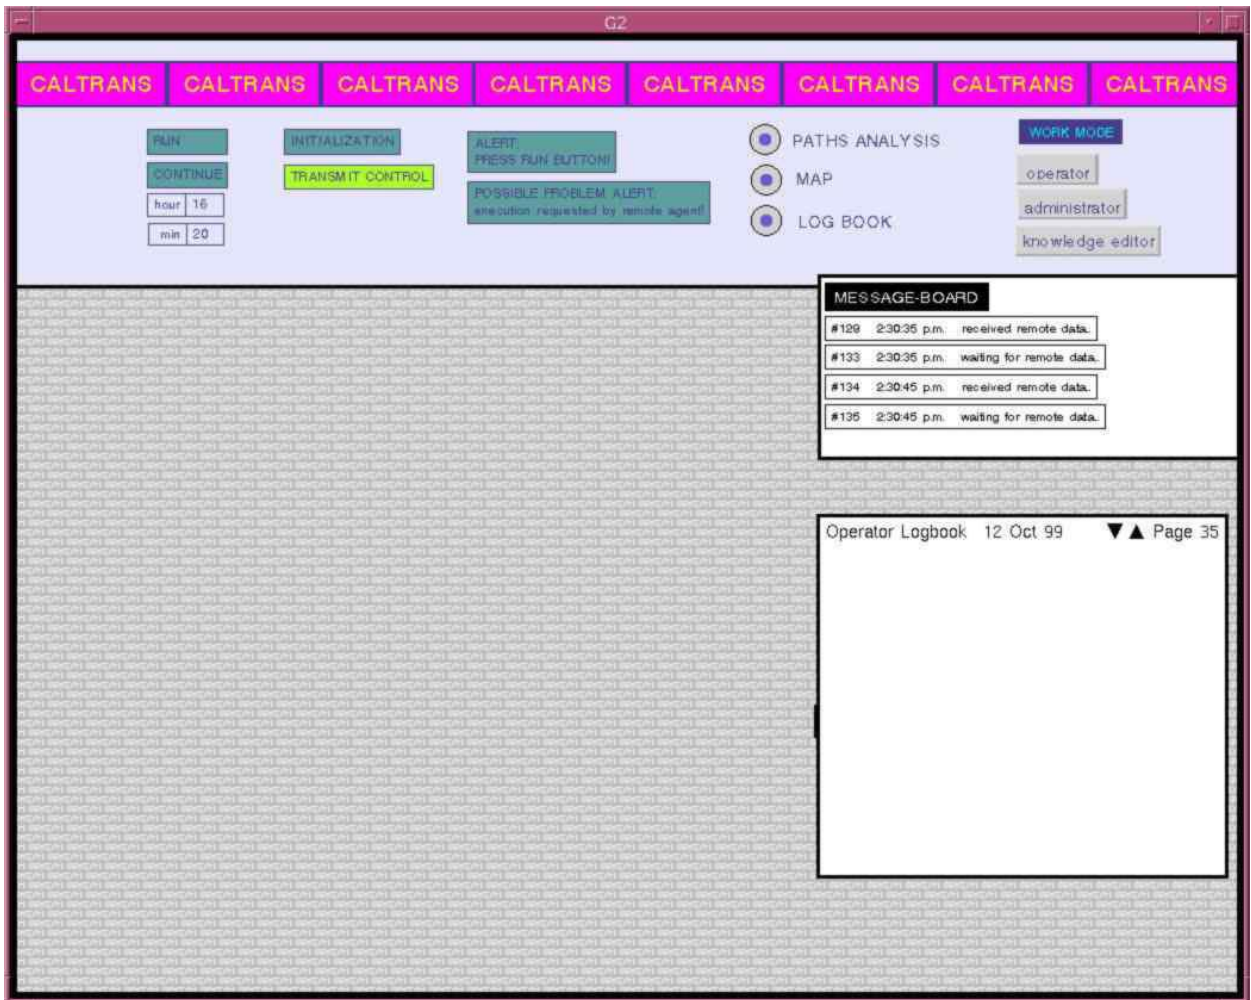 G2
CALTRANS CALTRANS CALTRANS CALTRANS CALTRANS CALTRANS CALTRANS CALTRANS
RUN
CONTINUE
hour 16
min 20
INITIALIZATION
TRANSMIT CONTROL
ALERT:
PRESS RUN BUTTON!
POSSIBLE PROBLEM ALERT:
execution requested by remote agent!
PATHS ANALYSIS
MAP
LOG BOOK
WORK MODE
operator
administrator
knowledge editor
MESSAGE-BOARD
#129 2:30:35 p.m. received remote data..
#133 2:30:35 p.m. waiting for remote data..
#134 2:30:45 p.m. received remote data..
#135 2:30:45 p.m. waiting for remote data..
Operator Logbook 12 Oct 99 ▼ ▲ Page 35